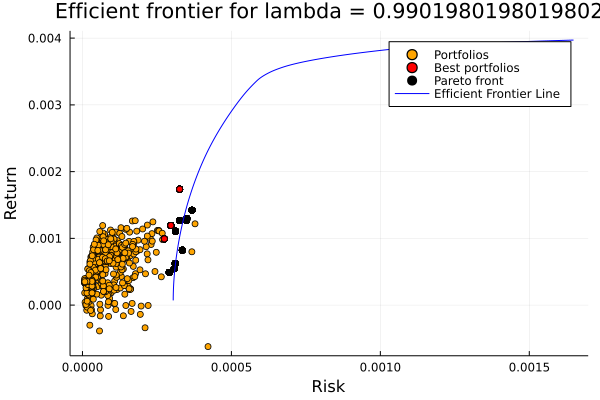 Efficient frontier for lambda = 0.9901980198019802
0.004
0.003
0.002
0.001
0.000
Return
Portfolios
Best portfolios
Pareto front
Efficient Frontier Line
0.0000
0.0005
0.0010
0.0015
Risk